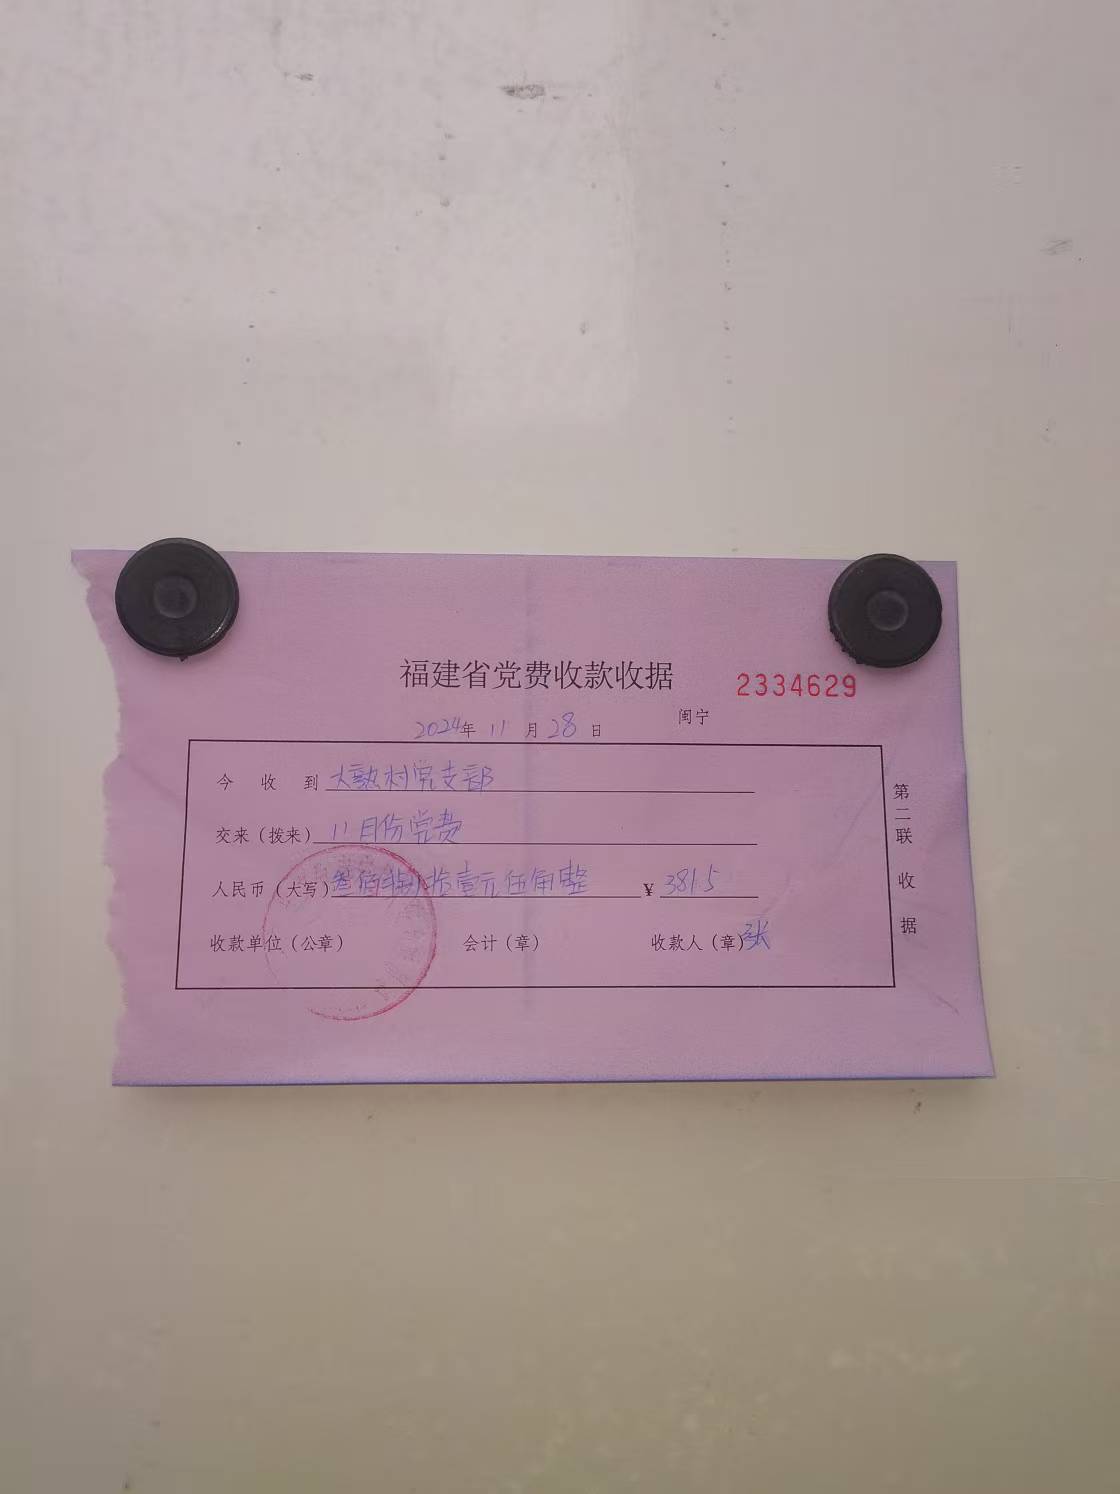 福建省党费收款收据
2334629
2024年 11 月 28 日
闽宁
今 收 到 大
村党支部
交来（拨来） 11月份党费
人民币（大写）叁佰捌拾壹元伍角整 ¥ 381.5
收款单位（公章） 会计（章） 收款人（章）张
第二联 收据